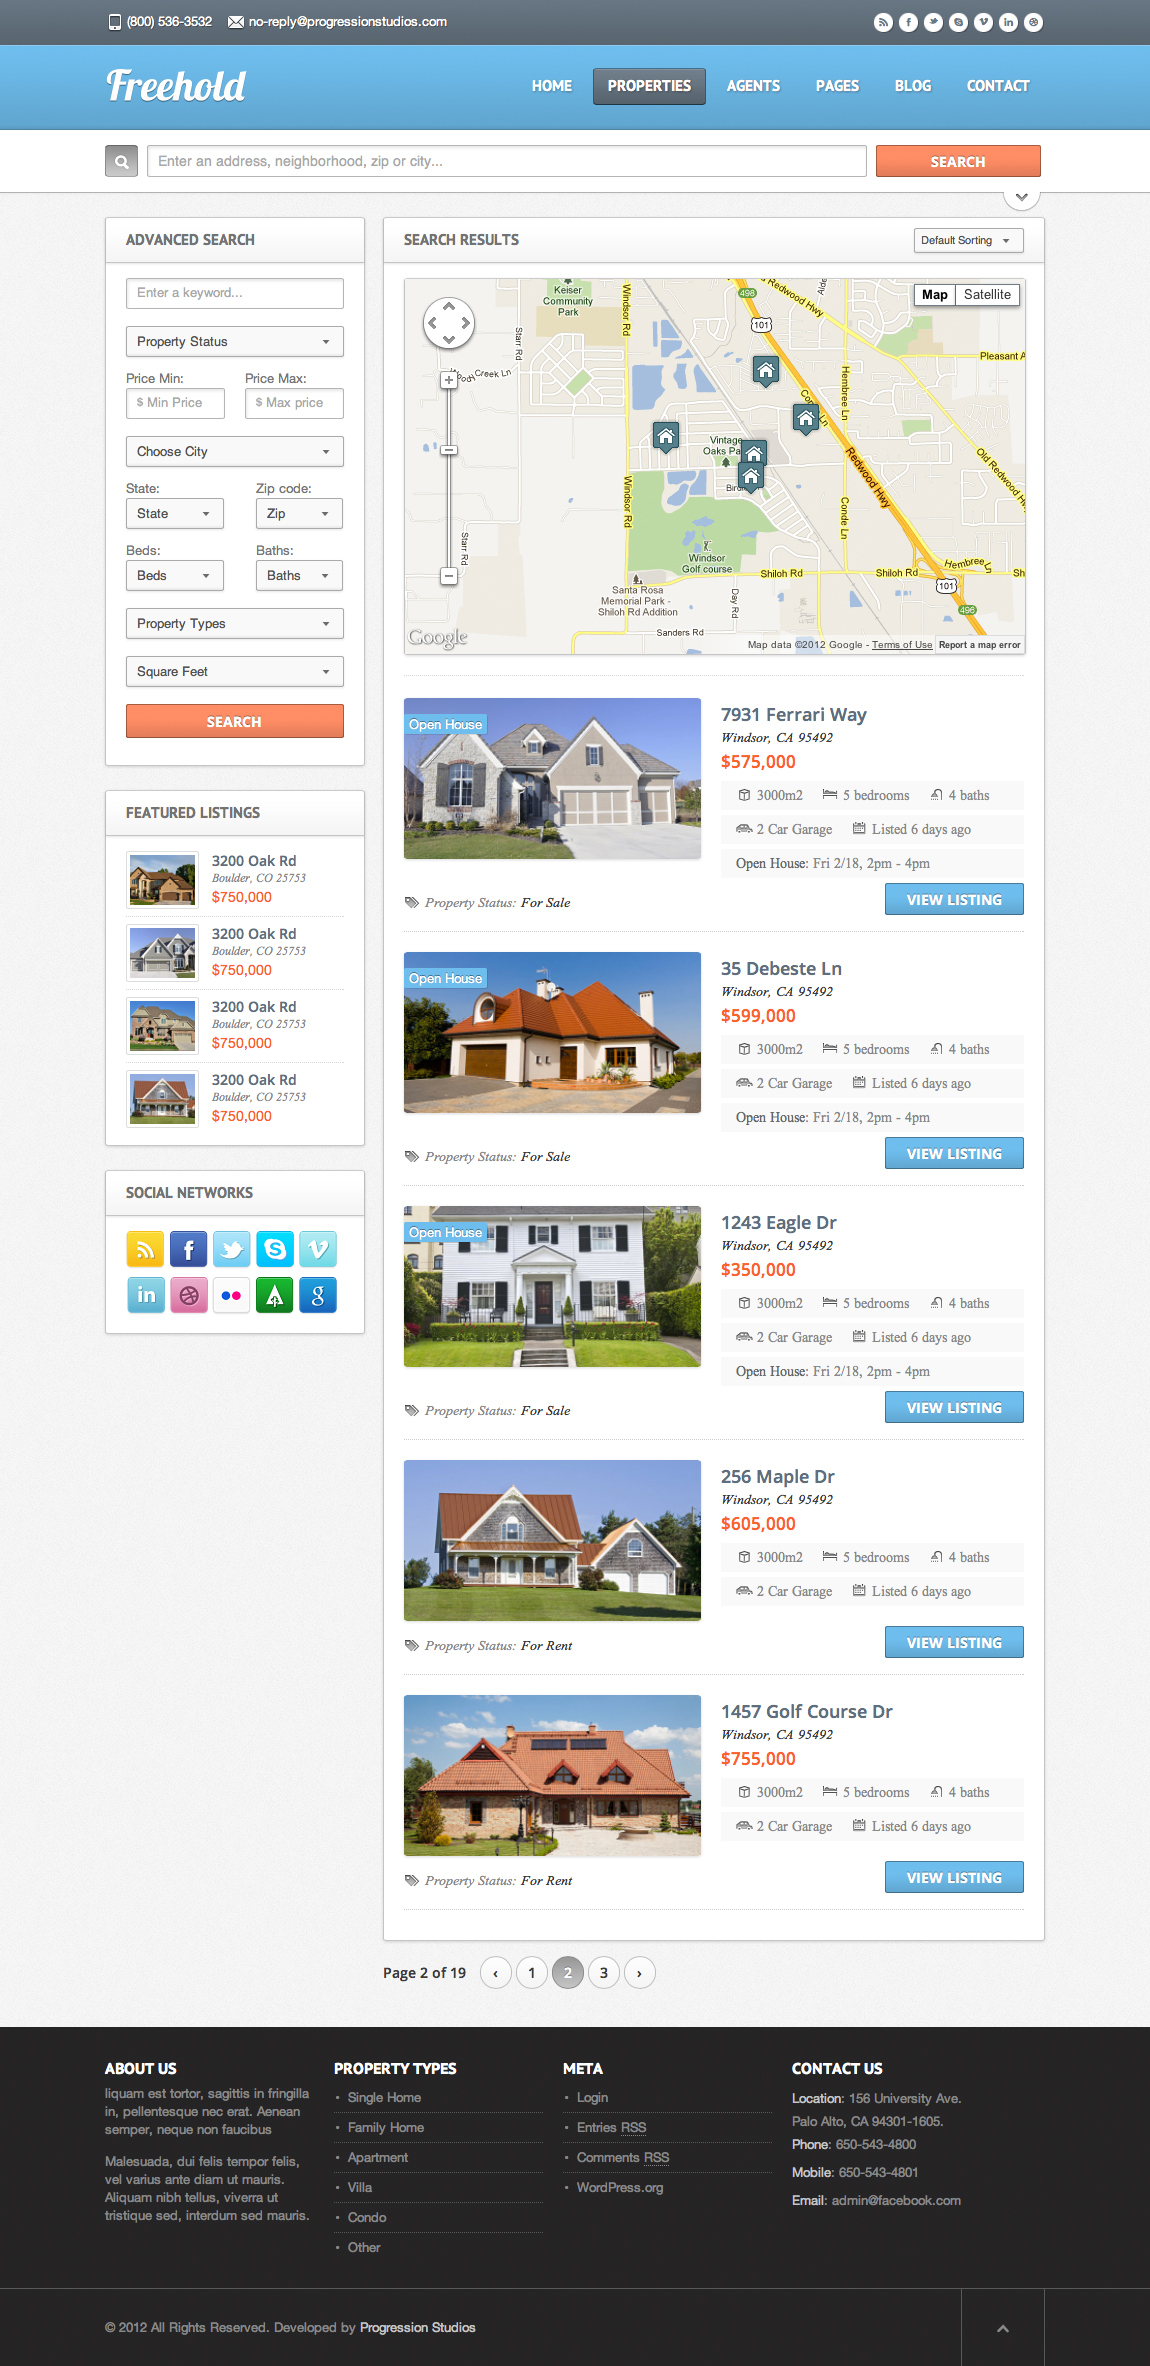 (800) 536-3532 no-reply@progressionstudios.com
Freehold
HOME PROPERTIES AGENTS PAGES BLOG CONTACT
Enter an address, neighborhood, zip or city...
SEARCH
ADVANCED SEARCH
Enter a keyword...
Property Status
Price Min: Price Max:
$ Min Price $ Max price
Choose City
State: Zip code:
State Zip
Beds: Baths:
Beds Baths
Property Types
Square Feet
SEARCH
FEATURED LISTINGS
3200 Oak Rd
Boulder, CO 25753
$750,000
3200 Oak Rd
Boulder, CO 25753
$750,000
3200 Oak Rd
Boulder, CO 25753
$750,000
3200 Oak Rd
Boulder, CO 25753
$750,000
SOCIAL NETWORKS
SEARCH RESULTS
Default Sorting
Keiser
Community
Park
Windsor Rd
498
Redwood Hwy
101
Map Satellite
Pleasant A
Starr Rd
Creek Ln
Hembree Ln
Vintage
Oaks Pa
Redwood Hwy
Old Redwood Hwy
Windsor Rd
Conde Ln
Starr Rd
Windsor
Golf course
Shiloh Rd
Shiloh Rd
Hembree Ln
Sh
101
496
Santa Rosa
Memorial Park -
Shiloh Rd Addition
Day Rd
Sanders Rd
Google
Map data ©2012 Google - Terms of Use Report a map error
Open House
7931 Ferrari Way
Windsor, CA 95492
$575,000
3000m2 5 bedrooms 4 baths
2 Car Garage Listed 6 days ago
Open House: Fri 2/18, 2pm - 4pm
Property Status: For Sale
VIEW LISTING
Open House
35 Debeste Ln
Windsor, CA 95492
$599,000
3000m2 5 bedrooms 4 baths
2 Car Garage Listed 6 days ago
Open House: Fri 2/18, 2pm - 4pm
Property Status: For Sale
VIEW LISTING
Open House
1243 Eagle Dr
Windsor, CA 95492
$350,000
3000m2 5 bedrooms 4 baths
2 Car Garage Listed 6 days ago
Open House: Fri 2/18, 2pm - 4pm
Property Status: For Sale
VIEW LISTING
256 Maple Dr
Windsor, CA 95492
$605,000
3000m2 5 bedrooms 4 baths
2 Car Garage Listed 6 days ago
Property Status: For Rent
VIEW LISTING
1457 Golf Course Dr
Windsor, CA 95492
$755,000
3000m2 5 bedrooms 4 baths
2 Car Garage Listed 6 days ago
Property Status: For Rent
VIEW LISTING
Page 2 of 19 ‹ 1 2 3 ›
ABOUT US
liquam est tortor, sagittis in fringilla
in, pellentesque nec erat. Aenean
semper, neque non faucibus
Malesuada, dui felis tempor felis,
vel varius ante diam ut mauris.
Aliquam nibh tellus, viverra ut
tristique sed, interdum sed mauris.
PROPERTY TYPES
• Single Home
• Family Home
• Apartment
• Villa
• Condo
• Other
META
• Login
• Entries RSS
• Comments RSS
• WordPress.org
CONTACT US
Location: 156 University Ave.
Palo Alto, CA 94301-1605.
Phone: 650-543-4800
Mobile: 650-543-4801
Email: admin@facebook.com
© 2012 All Rights Reserved. Developed by Progression Studios